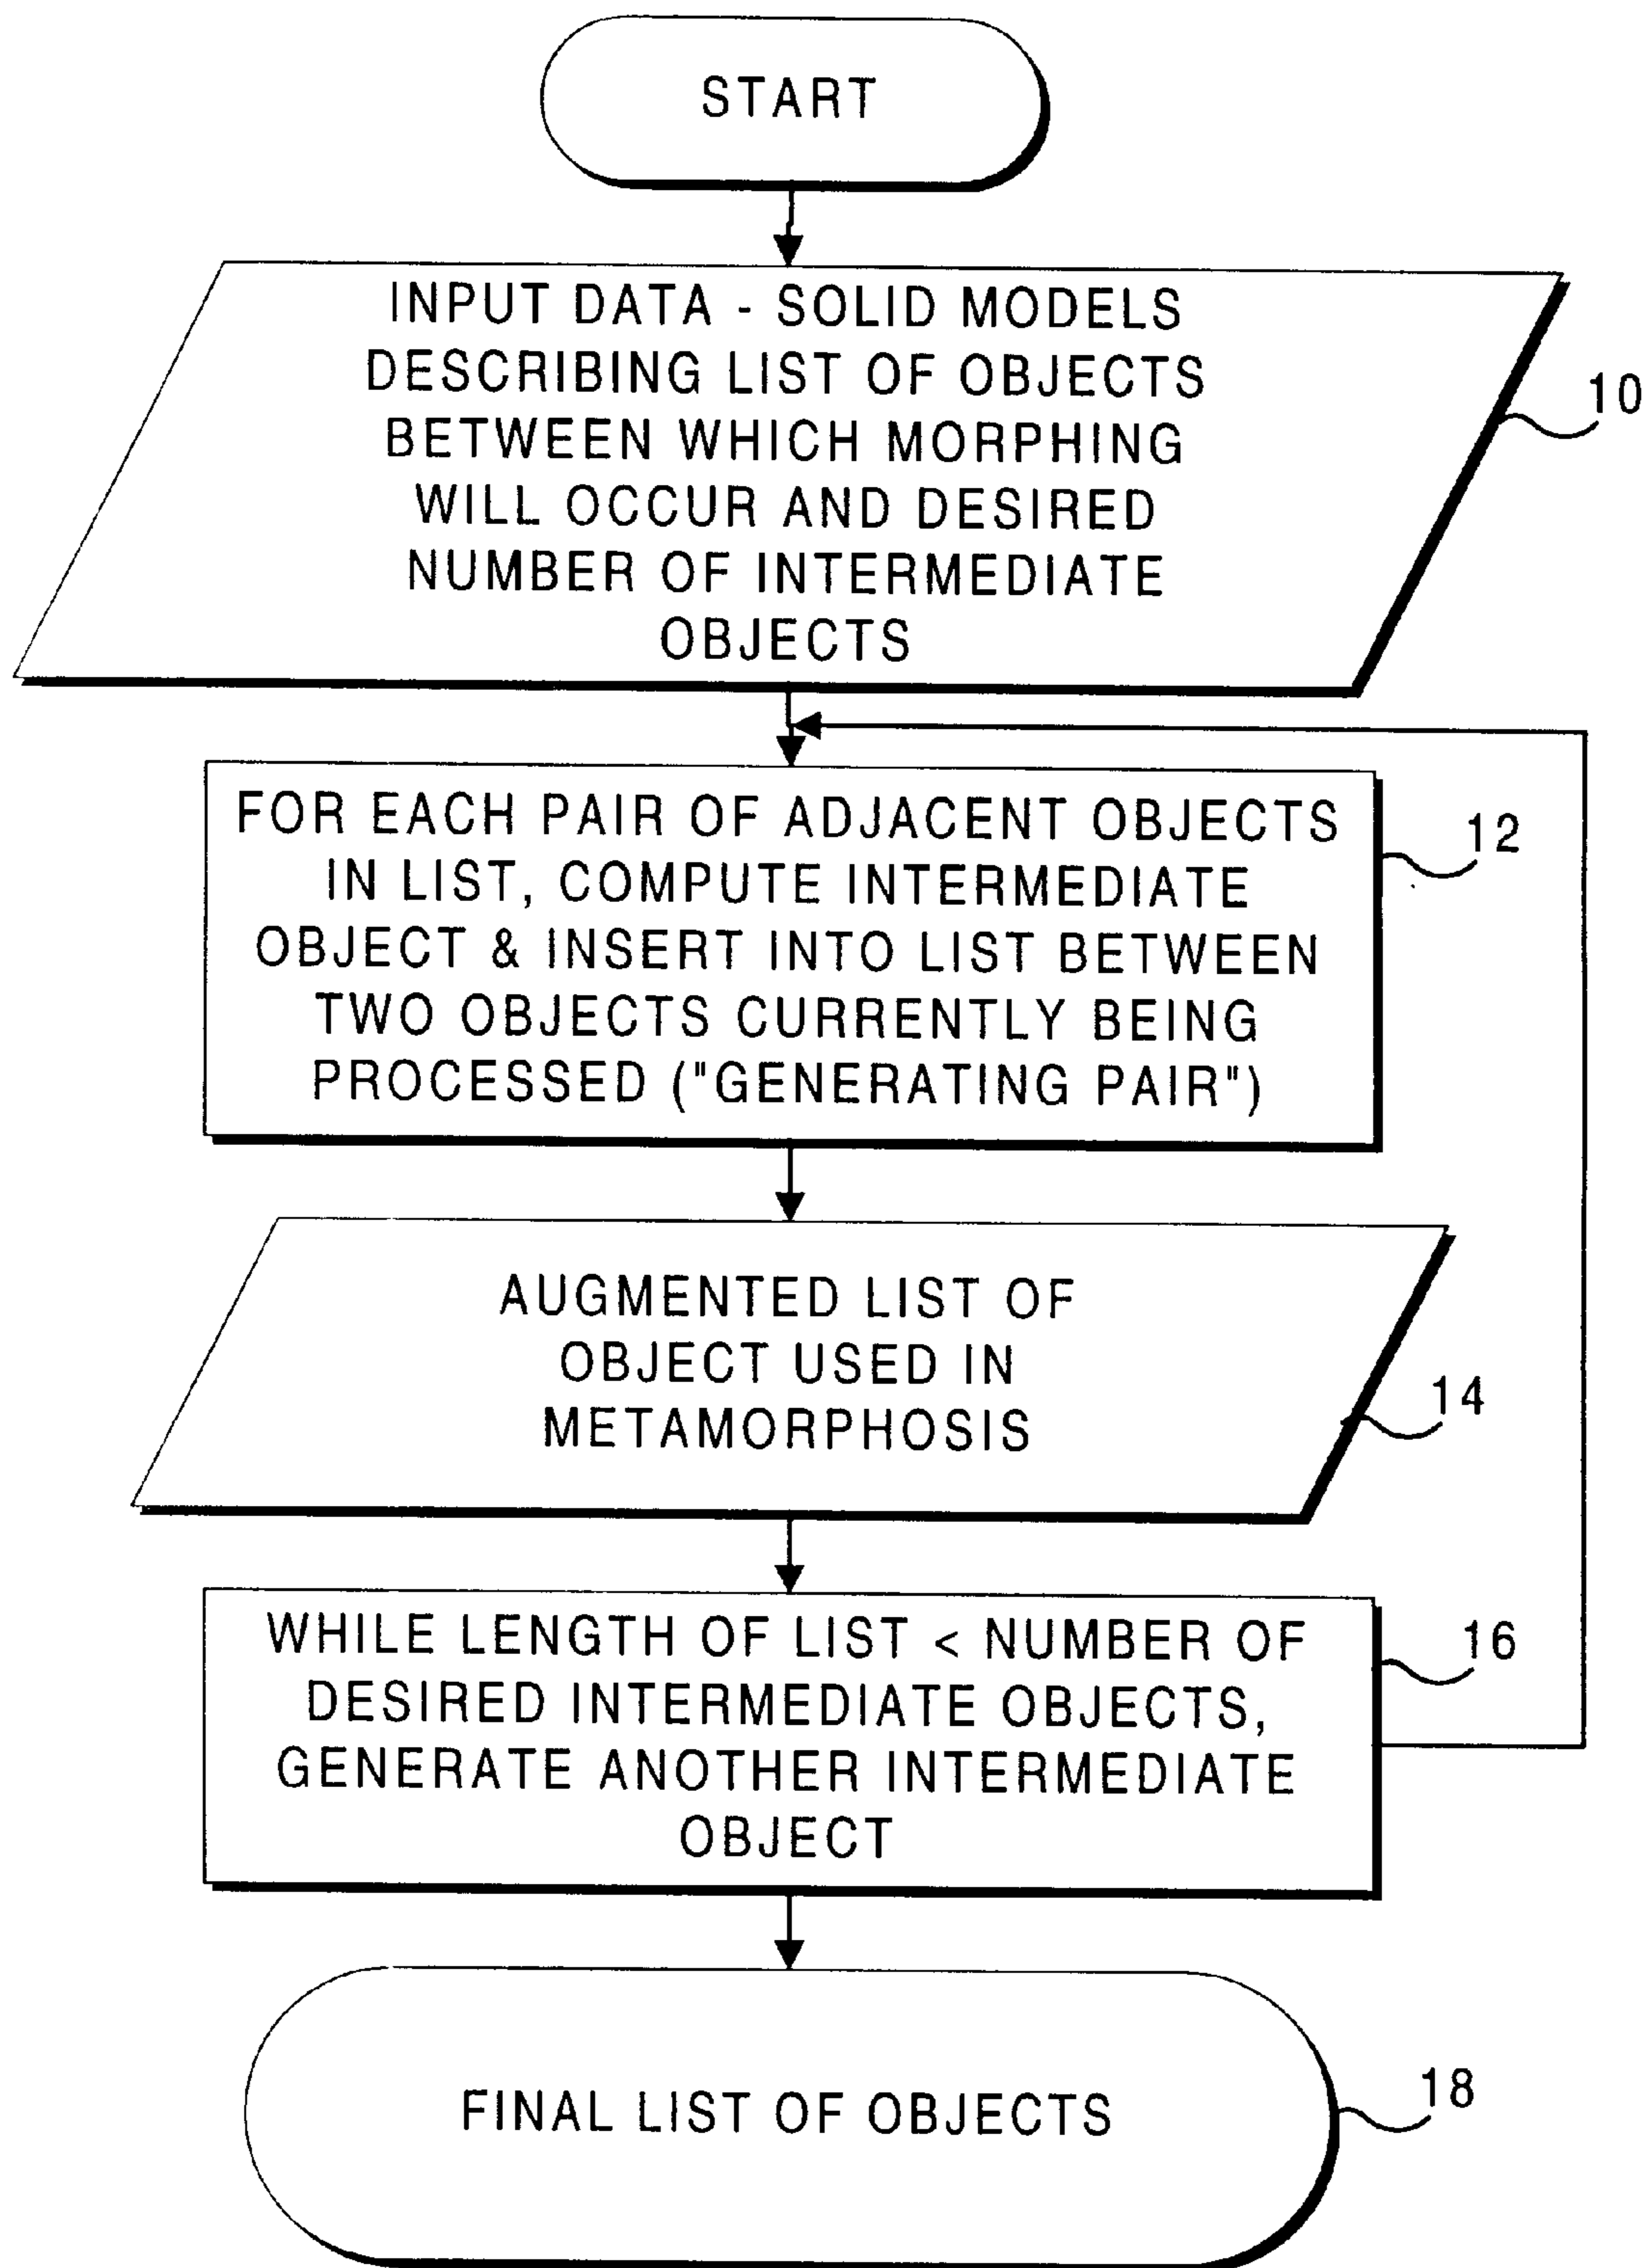 START
INPUT DATA - SOLID MODELS
DESCRIBING LIST OF OBJECTS
BETWEEN WHICH MORPHING
WILL OCCUR AND DESIRED
NUMBER OF INTERMEDIATE
OBJECTS
10
FOR EACH PAIR OF ADJACENT OBJECTS
IN LIST, COMPUTE INTERMEDIATE
OBJECT & INSERT INTO LIST BETWEEN
TWO OBJECTS CURRENTLY BEING
PROCESSED ("GENERATING PAIR")
12
AUGMENTED LIST OF
OBJECT USED IN
METAMORPHOSIS
14
WHILE LENGTH OF LIST < NUMBER OF
DESIRED INTERMEDIATE OBJECTS,
GENERATE ANOTHER INTERMEDIATE
OBJECT
16
FINAL LIST OF OBJECTS
18